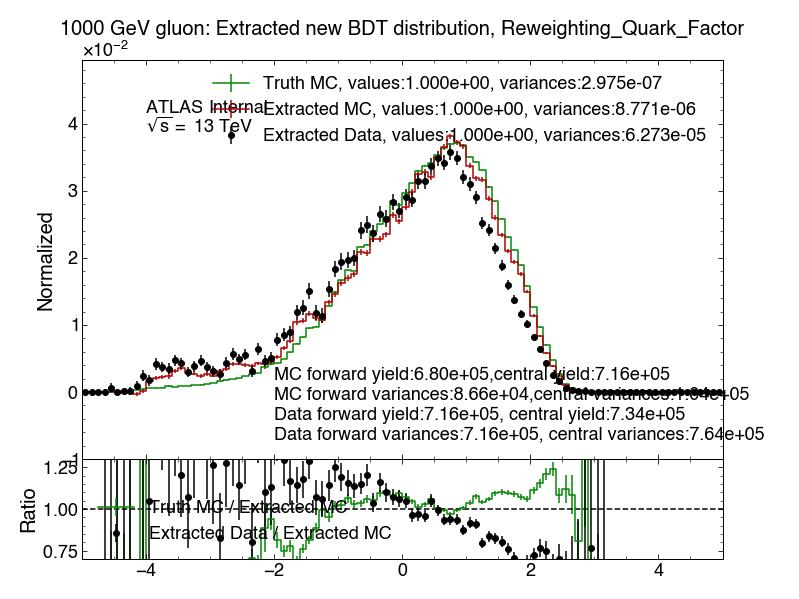 1000 GeV gluon: Extracted new BDT distribution, Reweighting_Quark_Factor
×10⁻²
Truth MC, values:1.000e+00, variances:2.975e-07
ATLAS Internal
Extracted MC, values:1.000e+00, variances:8.771e-06
√s = 13 TeV
Extracted Data, values:1.000e+00, variances:6.273e-05
Normalized
4
3
2
1
0
MC forward yield:6.80e+05,central yield:7.16e+05
MC forward variances:8.66e+04,central variances:
Data forward yield:7.16e+05, central yield:7.34e+05
Data forward variances:7.16e+05, central variances:7.64e+05
1
Ratio
1.25
1.00
0.75
Truth MC / Extracted MC
Extracted Data / Extracted MC
−4
−2
0
2
4